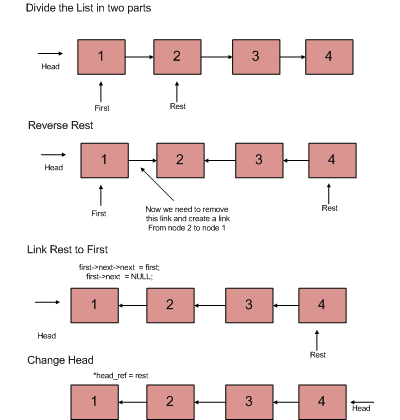 Divide the List in two parts
Head
1 2 3 4
First
Rest
Reverse Rest
Head
1 2 3 4
First
Rest
Now we need to remove
this link and create a link
From node 2 to node 1
Link Rest to First
first->next->next = first;
first->next = NULL;
1 2 3 4
Head
Rest
Change Head
*head_ref = rest
1 2 3 4
Head